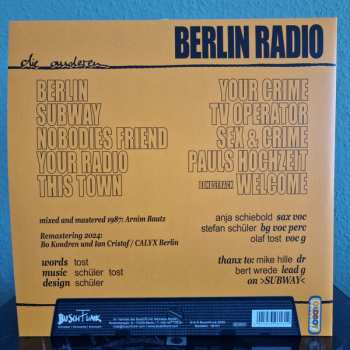 die anderen
BERLIN RADIO
BERLIN
SUBWAY
NOBODIES FRIEND
YOUR RADIO
THIS TOWN
YOUR CRIME
TV OPERATOR
SEX & CRIME
PAULS HOCHZEIT
BONUSTRACK WELCOME
mixed and mastered 1987: Arnim Bautz
Remastering 2024:
Bo Kondren und Ian Cristof / CALYX Berlin
words tost
music schüler tost
design schüler
anja schiebold sax voc
stefan schüler bg voc perc
olaf tost voc g
thanx to: mike hille dr
bert wrede lead g
on >SUBWAY<
BUSCHFUNK